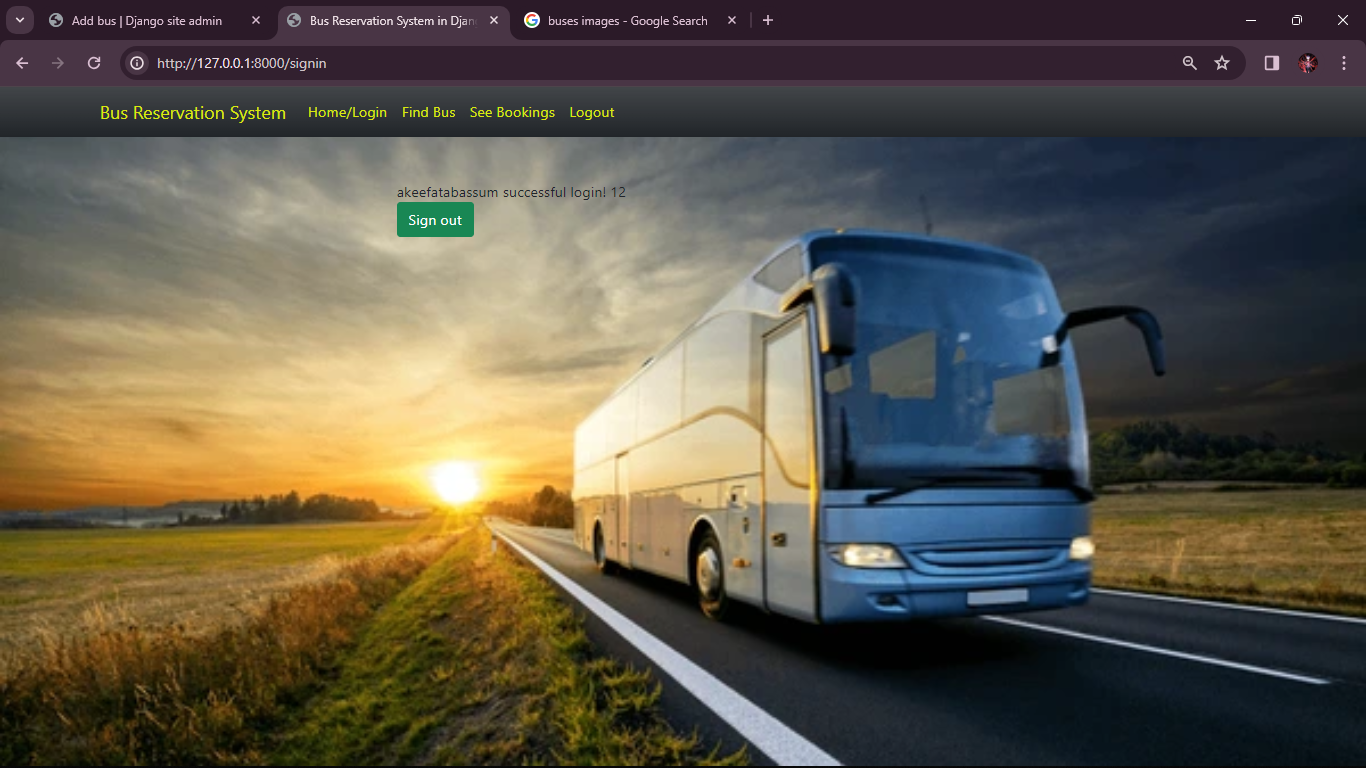 Add bus | Django site admin
Bus Reservation System in Djan
buses images - Google Search
http://127.0.0.1:8000/signin
Bus Reservation System Home/Login Find Bus See Bookings Logout
akeefatabassum successful login! 12
Sign out